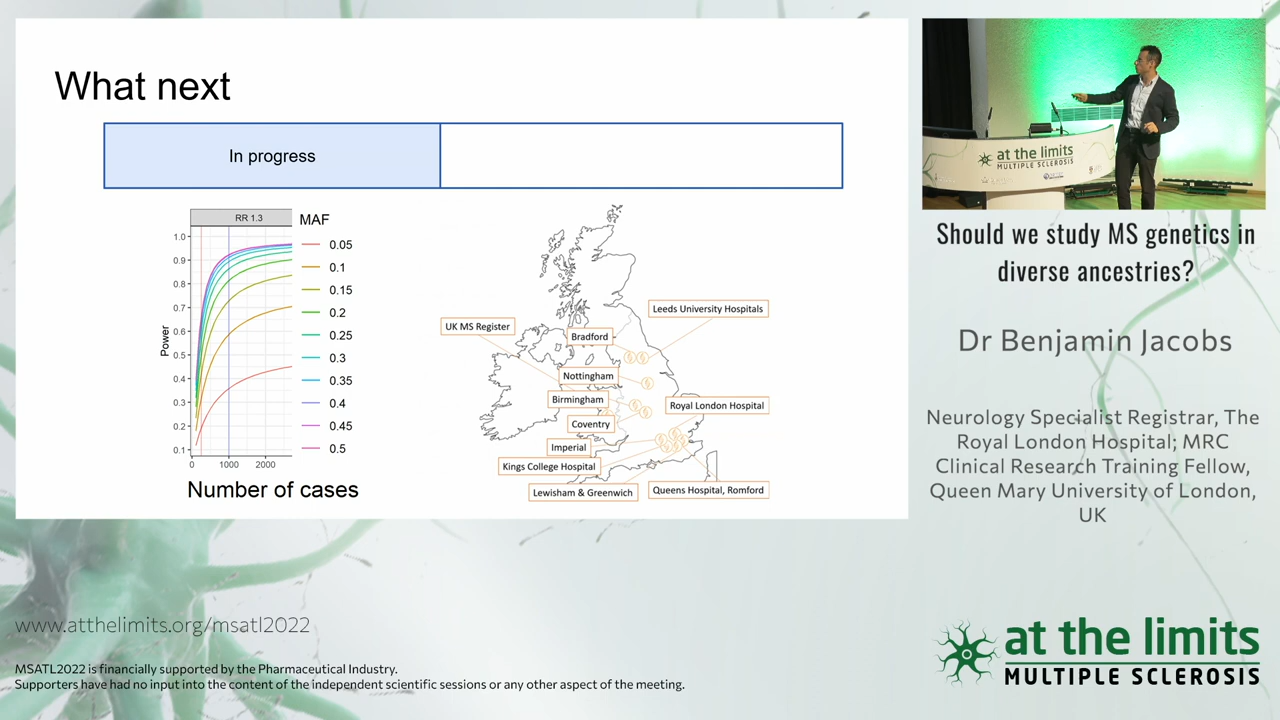 What next
In progress
RR 1.3
MAF
1.0
0.9
0.8
0.7
0.6
0.5
0.4
0.3
0.2
0.1
Power
0
1000
2000
Number of cases
0.05
0.1
0.15
0.2
0.25
0.3
0.35
0.4
0.45
0.5
Leeds University Hospitals
UK MS Register
Bradford
Nottingham
Birmingham
Royal London Hospital
Coventry
Imperial
Kings College Hospital
Lewisham & Greenwich
Queens Hospital, Romford
at the limits
MULTIPLE SCLEROSIS
Should we study MS genetics in
diverse ancestries?
Dr Benjamin Jacobs
Neurology Specialist Registrar, The
Royal London Hospital; MRC
Clinical Research Training Fellow,
Queen Mary University of London,
UK
www.atthelimits.org/msatl2022
MSATL2022 is financially supported by the Pharmaceutical Industry.
Supporters have had no input into the content of the independent scientific sessions or any other aspect of the meeting.
at the limits
MULTIPLE SCLEROSIS